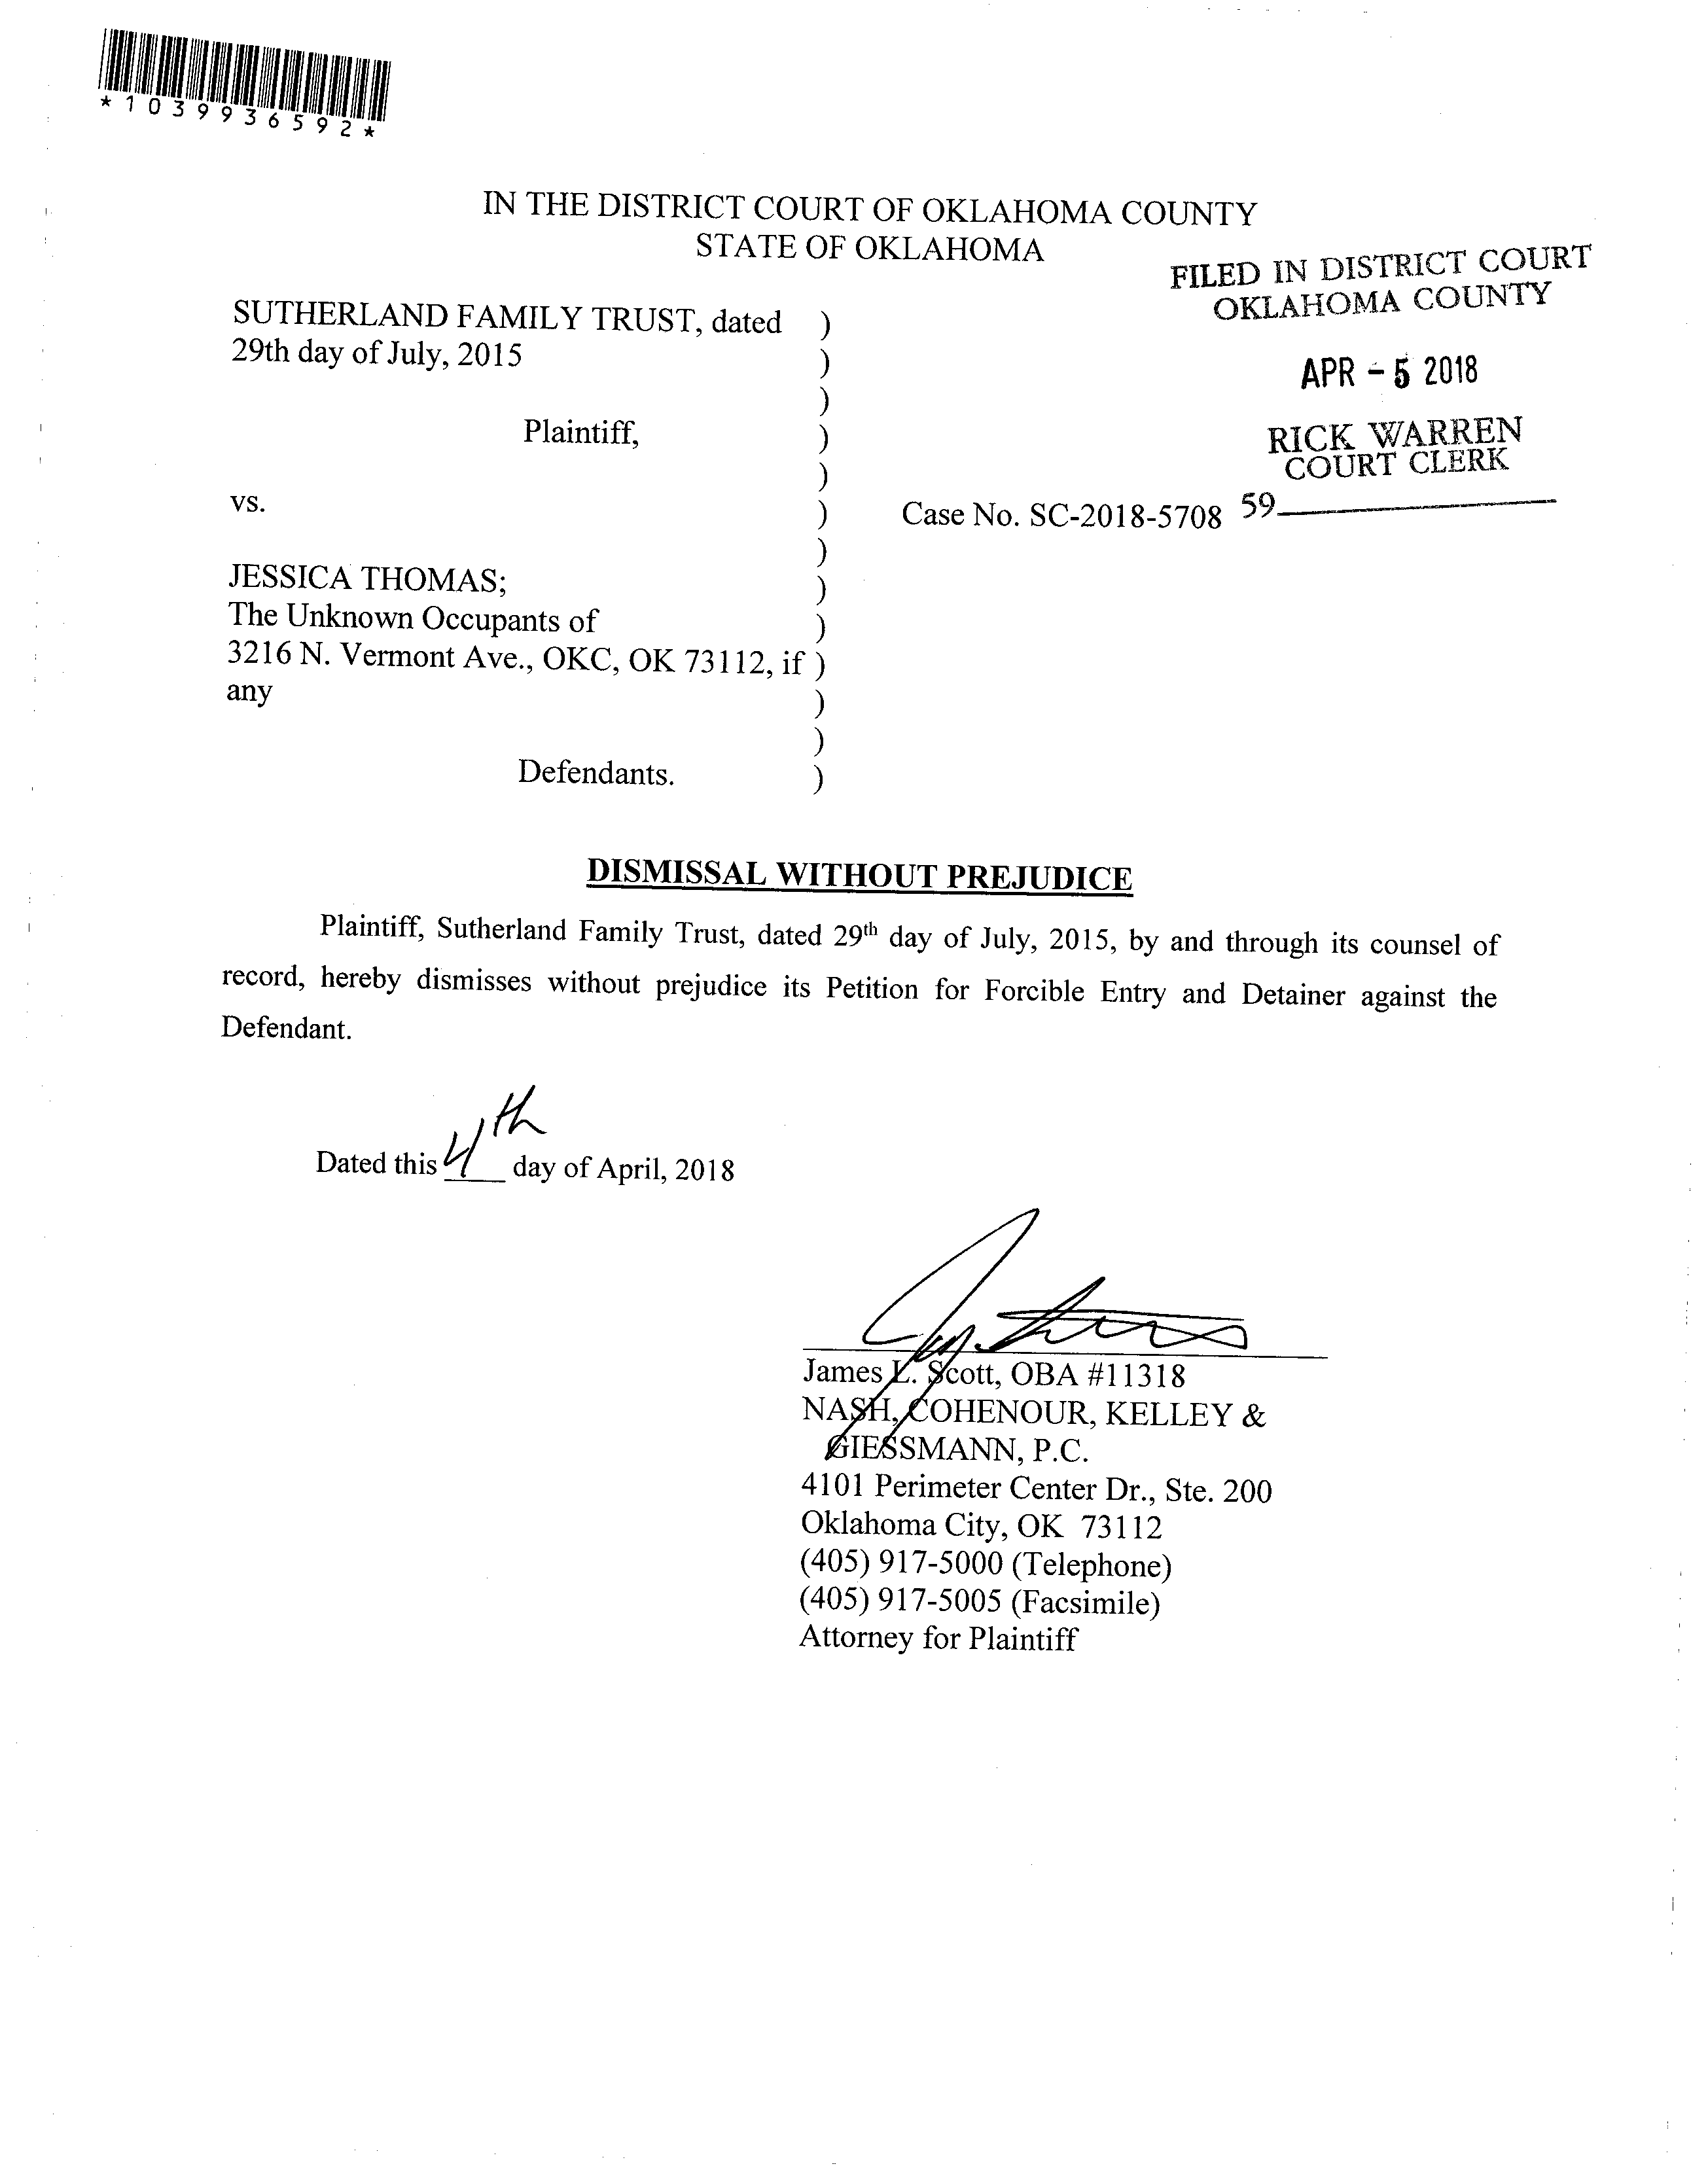 *1039936592*
IN THE DISTRICT COURT OF OKLAHOMA COUNTY
STATE OF OKLAHOMA
FILED IN DISTRICT COURT
OKLAHOMA COUNTY
APR - 5 2018
RICK WARREN
COURT CLERK
59
SUTHERLAND FAMILY TRUST, dated )
29th day of July, 2015 )
)
Plaintiff, )
)
vs. ) Case No. SC-2018-5708
)
JESSICA THOMAS; )
The Unknown Occupants of )
3216 N. Vermont Ave., OKC, OK 73112, if )
any )
)
Defendants. )
DISMISSAL WITHOUT PREJUDICE
Plaintiff, Sutherland Family Trust, dated 29th day of July, 2015, by and through its counsel of
record, hereby dismisses without prejudice its Petition for Forcible Entry and Detainer against the
Defendant.
Dated this 4th day of April, 2018
James L. Scott, OBA #11318
NASH, COHENOUR, KELLEY &
GIESSMANN, P.C.
4101 Perimeter Center Dr., Ste. 200
Oklahoma City, OK 73112
(405) 917-5000 (Telephone)
(405) 917-5005 (Facsimile)
Attorney for Plaintiff